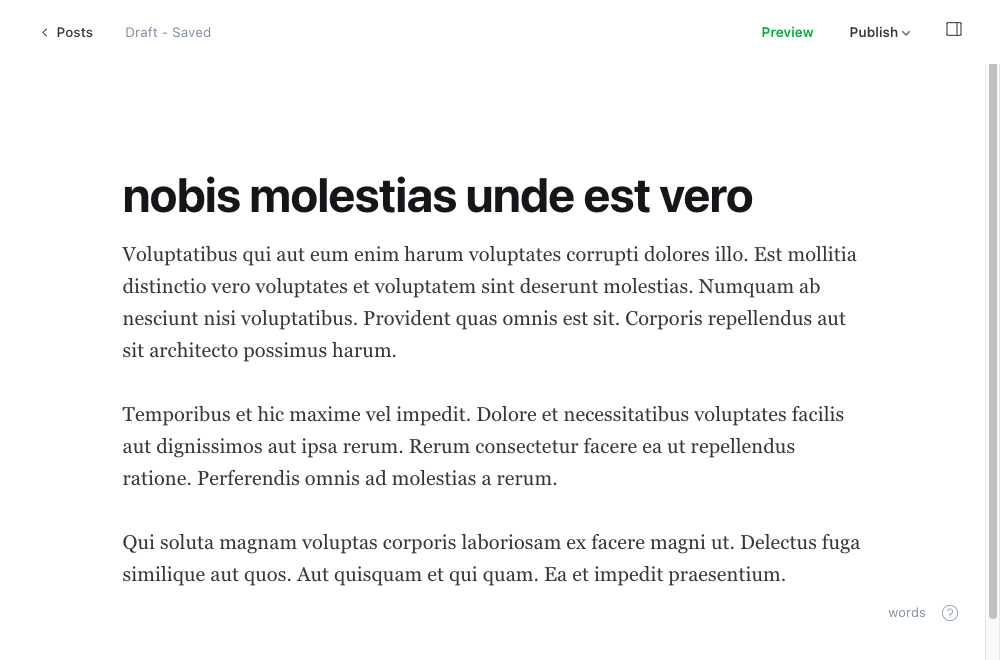 Posts
Draft - Saved
Preview
Publish
nobis molestias unde est vero
Voluptatibus qui aut eum enim harum voluptates corrupti dolores illo. Est mollitia
distinctio vero voluptates et voluptatem sint deserunt molestias. Numquam ab
nesciunt nisi voluptatibus. Provident quas omnis est sit. Corporis repellendus aut
sit architecto possimus harum.
Temporibus et hic maxime vel impedit. Dolore et necessitatibus voluptates facilis
aut dignissimos aut ipsa rerum. Rerum consectetur facere ea ut repellendus
ratione. Perferendis omnis ad molestias a rerum.
Qui soluta magnam voluptas corporis laboriosam ex facere magni ut. Delectus fuga
similique aut quos. Aut quisquam et qui quam. Ea et impedit praesentium.
words
?